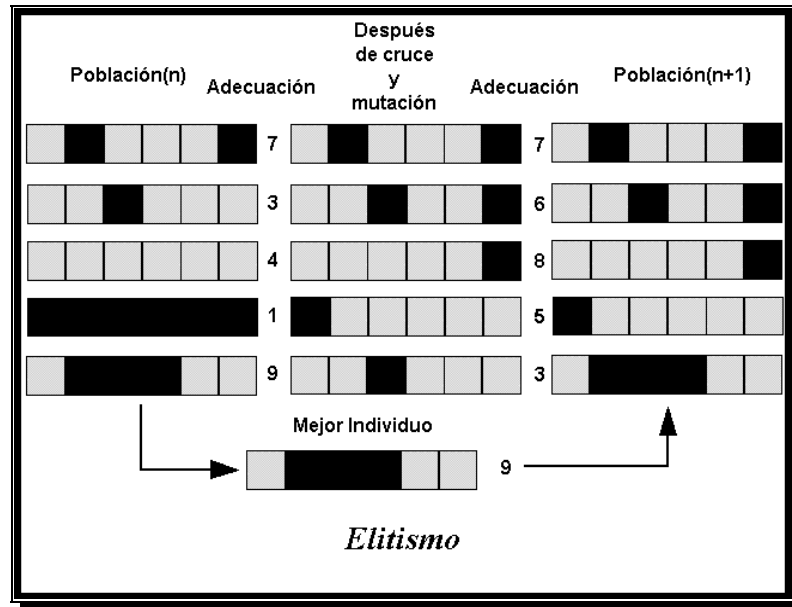 Población(n)
Adecuación
Después
de cruce
y
mutación
Adecuación
Población(n+1)
7
7
3
6
4
8
1
5
9
3
Mejor Individuo
9
Elitismo